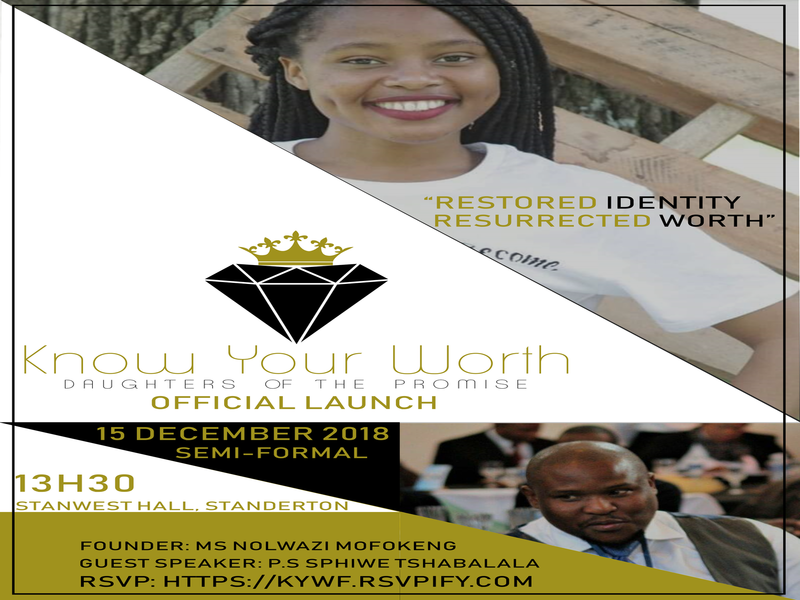 "RESTORED IDENTITY
RESURRECTED WORTH"
Know Your Worth
DAUGHTERS OF THE PROMISE
OFFICIAL LAUNCH
15 DECEMBER 2018
SEMI-FORMAL
13H30
STANWEST HALL, STANDERTON
FOUNDER: MS NOLWAZI MOFOKENG
GUEST SPEAKER: P.S SPHIWE TSHABALALA
RSVP: HTTPS://KYWF.RSVPIFY.COM